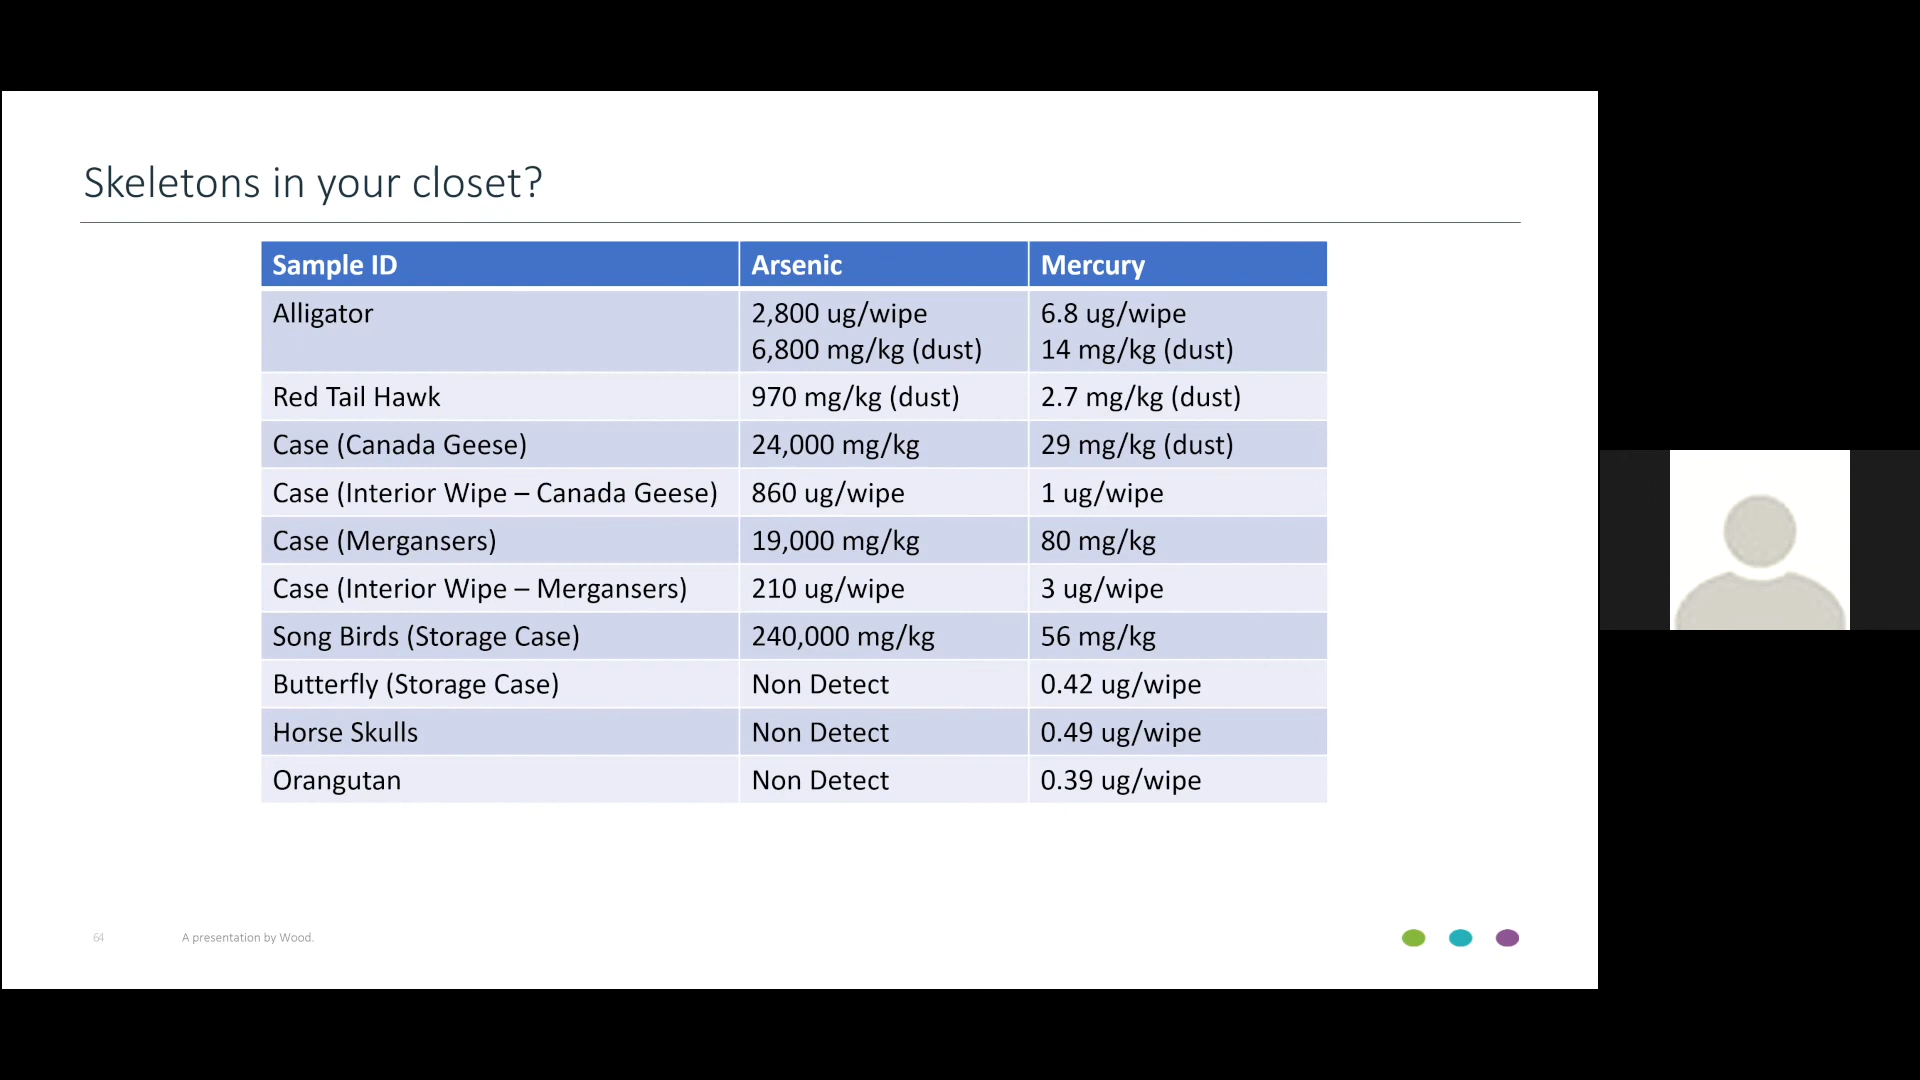 Skeletons in your closet?
Sample ID Arsenic Mercury
Alligator 2,800 ug/wipe 6.8 ug/wipe
6,800 mg/kg (dust) 14 mg/kg (dust)
Red Tail Hawk 970 mg/kg (dust) 2.7 mg/kg (dust)
Case (Canada Geese) 24,000 mg/kg 29 mg/kg (dust)
Case (Interior Wipe – Canada Geese) 860 ug/wipe 1 ug/wipe
Case (Mergansers) 19,000 mg/kg 80 mg/kg
Case (Interior Wipe – Mergansers) 210 ug/wipe 3 ug/wipe
Song Birds (Storage Case) 240,000 mg/kg 56 mg/kg
Butterfly (Storage Case) Non Detect 0.42 ug/wipe
Horse Skulls Non Detect 0.49 ug/wipe
Orangutan Non Detect 0.39 ug/wipe
64 A presentation by Wood.